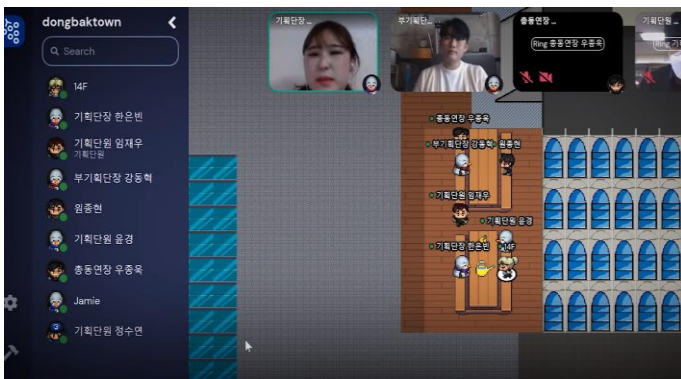 dongbaktown
Search
14F
기획단장 한은빈
기획단원 임재우
기획단원
부기획단장 강동혁
원종현
기획단원 윤경
총동연장 우종욱
Jamie
기획단원 정수연
기획단장 ...
부기획단...
총동연장 ...
Ring 총동연장 우종욱
기획단원 ...
Ring 기
총동연장 우종욱
부기획단장 강동혁
원종현
기획단원 임재우
기획단원 윤경
기획단장 한은빈
14F